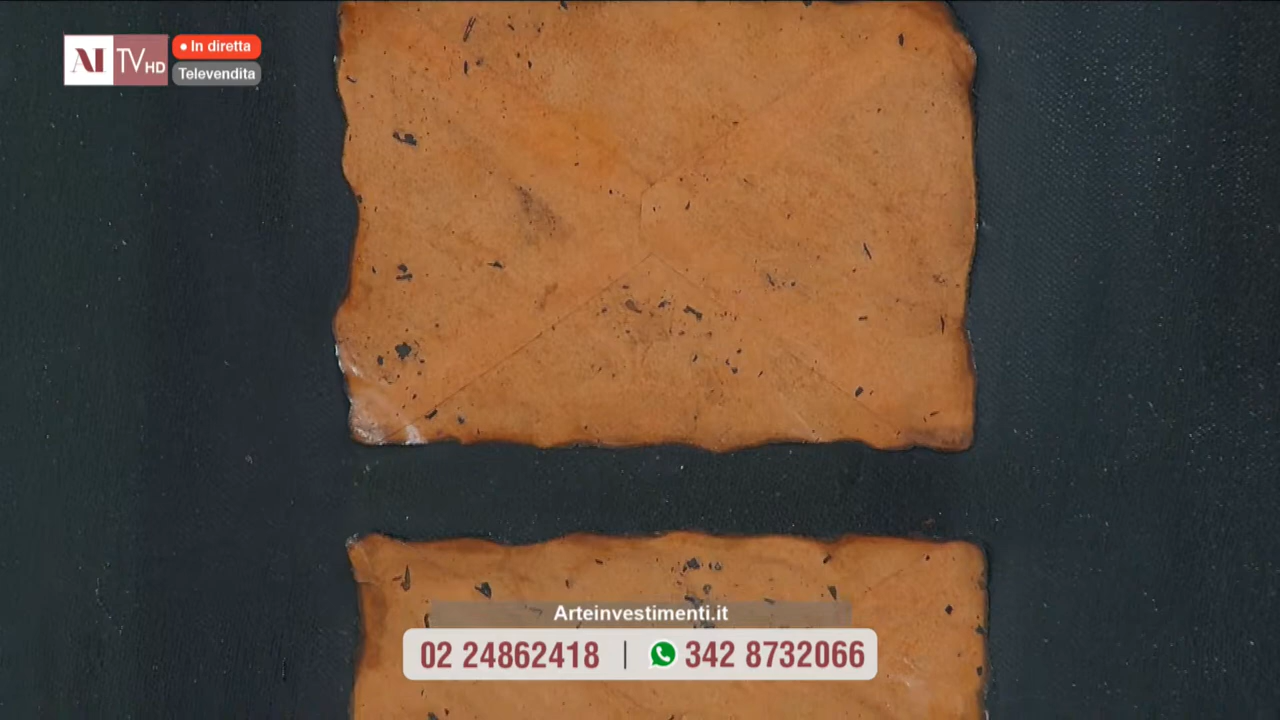 AI TV HD
In diretta
Televendita
Arteinvestimenti.it
02 24862418 | 342 8732066